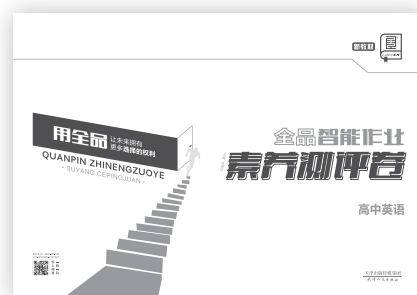 新教材
用全品
让未来拥有
更多选择的权利
QUANPIN ZHINENGZUOYE
· SUYANG CEPINGJUAN ·
全品智能作业
素养测评卷
高中英语